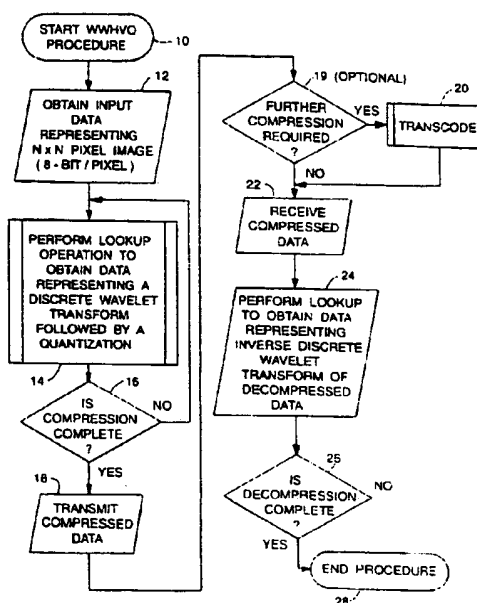 START WWHVQ
PROCEDURE
10
12
OBTAIN INPUT
DATA
REPRESENTING
N x N PIXEL IMAGE
(8 - BIT / PIXEL)
PERFORM LOOKUP
OPERATION TO
OBTAIN DATA
REPRESENTING A
DISCRETE WAVELET
TRANSFORM
FOLLOWED BY A
QUANTIZATION
14
16
IS
COMPRESSION
COMPLETE
?
NO
YES
18
TRANSMIT
COMPRESSED
DATA
19 (OPTIONAL)
FURTHER
COMPRESSION
REQUIRED
?
YES
NO
20
TRANSCODE
22
RECEIVE
COMPRESSED
DATA
24
PERFORM LOOKUP
TO OBTAIN DATA
REPRESENTING
INVERSE DISCRETE
WAVELET
TRANSFORM OF
DECOMPRESSED
DATA
25
IS
DECOMPRESSION
COMPLETE
?
NO
YES
END PROCEDURE
28